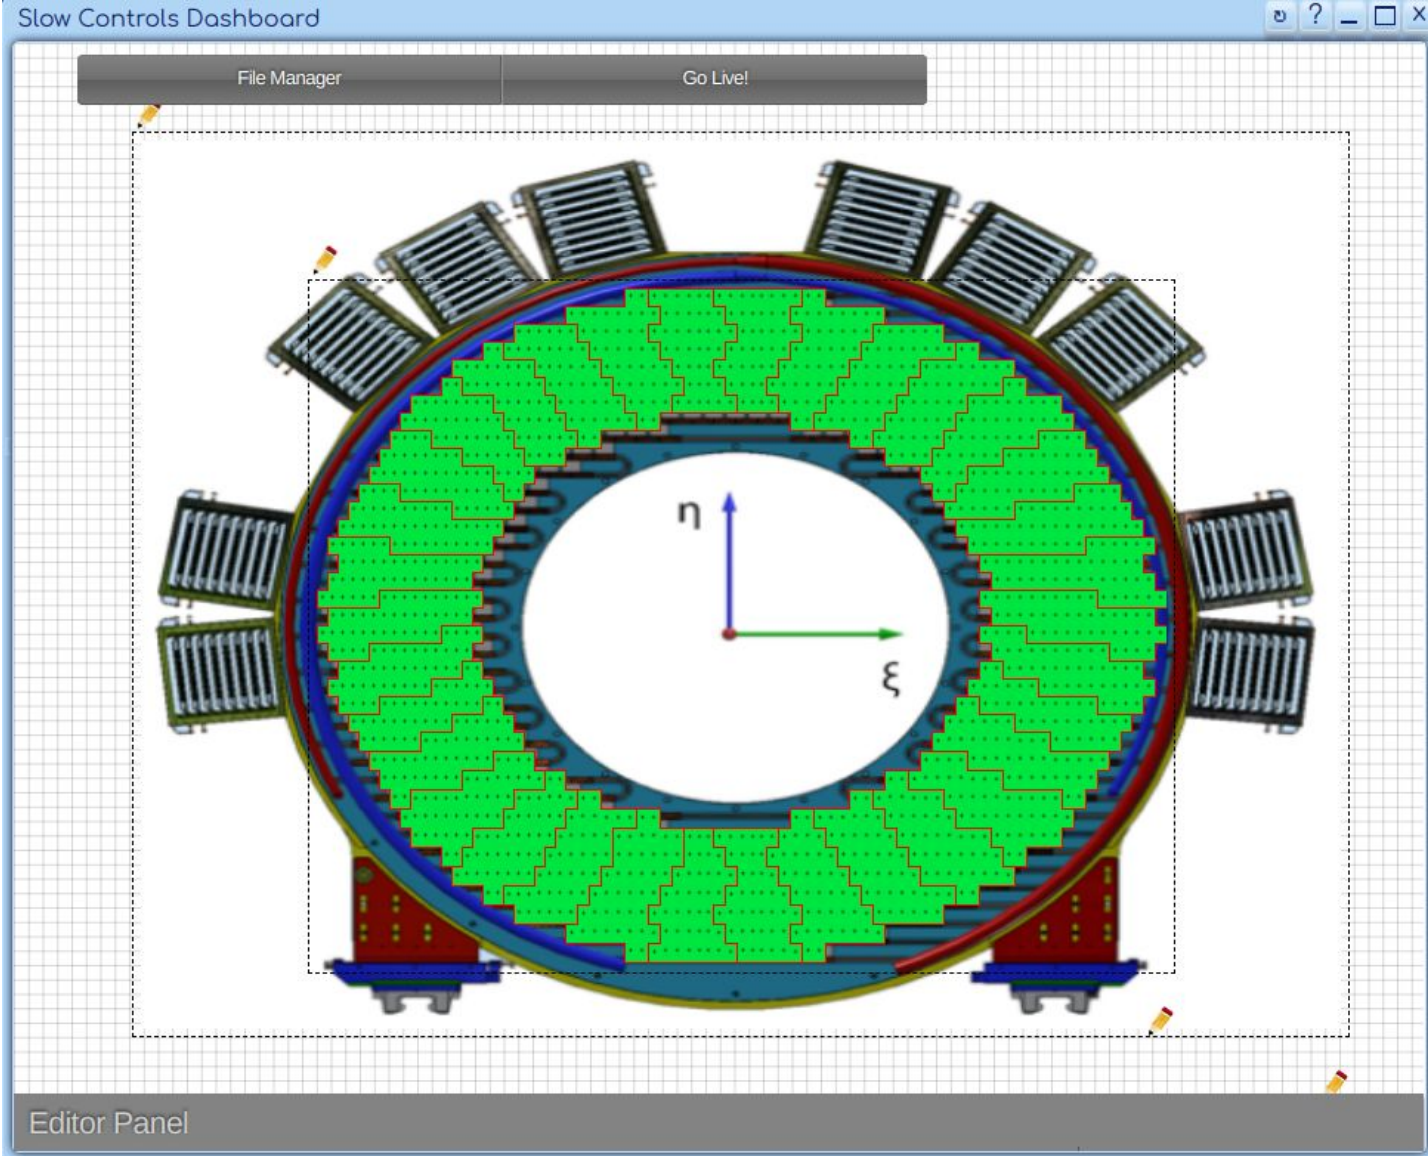 Slow Controls Dashboard
File Manager
Go Live!
η
ξ
Editor Panel